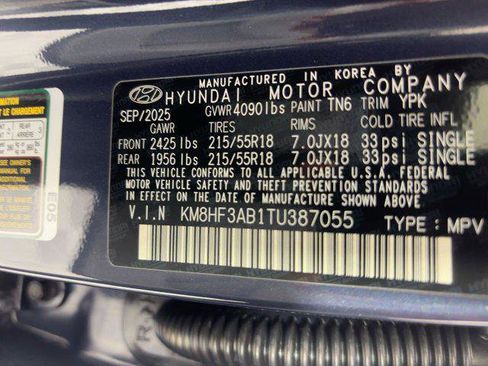 MANUFACTURED IN KOREA BY
HYUNDAI MOTOR COMPANY
SEP/2025 GVWR 4090lbs PAINT TN6 TRIM YPK
GAWR TIRES RIMS COLD TIRE INFL
FRONT 2425 lbs 215/55R18 7.0JX18 33psi SINGLE
REAR 1956 lbs 215/55R18 7.0JX18 33psi SINGLE
THIS VEHICLE CONFORMS TO ALL APPLICABLE U.S.A. FEDERAL
MOTOR VEHICLE SAFETY AND THEFT PREVENTION STANDARDS
IN EFFECT ON THE DATE OF MANUFACTURE SHOWN ABOVE.
V.I.N KM8HF3AB1TU387055 TYPE : MPV
E05